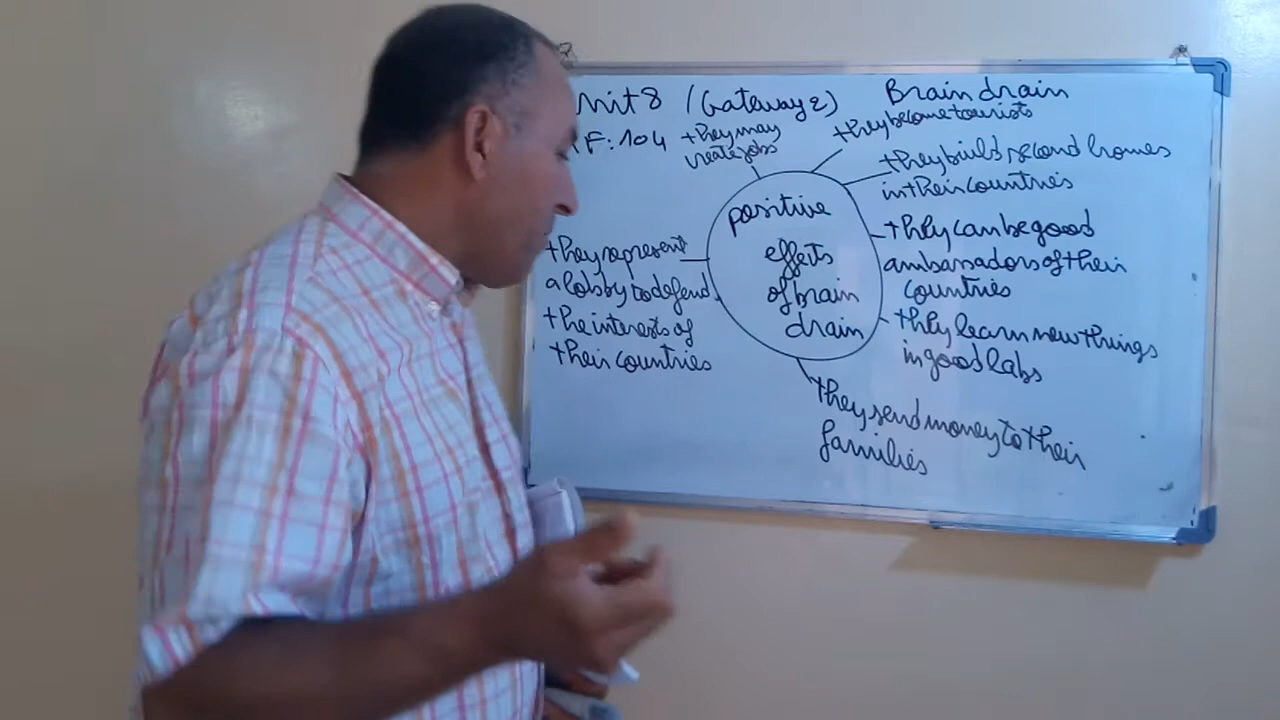 nit 8 (Gateway 2)
Brain drain
F: 104
they may
create jobs
they become tourists
they build second homes
in their countries
positive
effects
of brain
drain
they can be good
ambassadors of their
countries
they learn new things
in good labs
they send money to their
families
they represent
a lobby to defend
the interests of
their countries